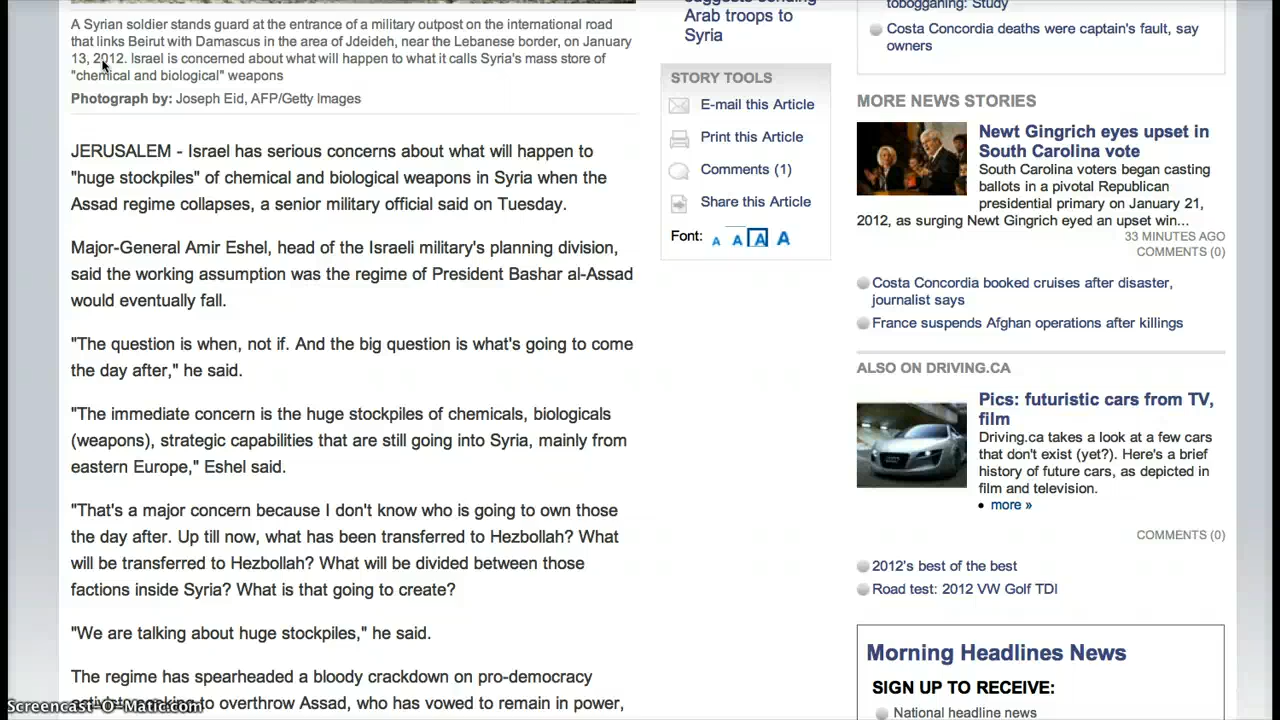 A Syrian soldier stands guard at the entrance of a military outpost on the international road
that links Beirut with Damascus in the area of Jdeideh, near the Lebanese border, on January
13, 2012. Israel is concerned about what will happen to what it calls Syria's mass store of
"chemical and biological" weapons
Photograph by: Joseph Eid, AFP/Getty Images
JERUSALEM - Israel has serious concerns about what will happen to
"huge stockpiles" of chemical and biological weapons in Syria when the
Assad regime collapses, a senior military official said on Tuesday.
Major-General Amir Eshel, head of the Israeli military's planning division,
said the working assumption was the regime of President Bashar al-Assad
would eventually fall.
"The question is when, not if. And the big question is what's going to come
the day after," he said.
"The immediate concern is the huge stockpiles of chemicals, biologicals
(weapons), strategic capabilities that are still going into Syria, mainly from
eastern Europe," Eshel said.
"That's a major concern because I don't know who is going to own those
the day after. Up till now, what has been transferred to Hezbollah? What
will be transferred to Hezbollah? What will be divided between those
factions inside Syria? What is that going to create?
"We are talking about huge stockpiles," he said.
The regime has spearheaded a bloody crackdown on pro-democracy
to overthrow Assad, who has vowed to remain in power,
Screencast-O-Matic.com
suggests sending
Arab troops to
Syria
STORY TOOLS
E-mail this Article
Print this Article
Comments (1)
Share this Article
Font: A A A A
tobogganing: Study
Costa Concordia deaths were captain's fault, say
owners
MORE NEWS STORIES
Newt Gingrich eyes upset in
South Carolina vote
South Carolina voters began casting
ballots in a pivotal Republican
presidential primary on January 21,
2012, as surging Newt Gingrich eyed an upset win...
33 MINUTES AGO
COMMENTS (0)
Costa Concordia booked cruises after disaster,
journalist says
France suspends Afghan operations after killings
ALSO ON DRIVING.CA
Pics: futuristic cars from TV,
film
Driving.ca takes a look at a few cars
that don't exist (yet?). Here's a brief
history of future cars, as depicted in
film and television.
• more »
COMMENTS (0)
2012's best of the best
Road test: 2012 VW Golf TDI
Morning Headlines News
SIGN UP TO RECEIVE:
National headline news